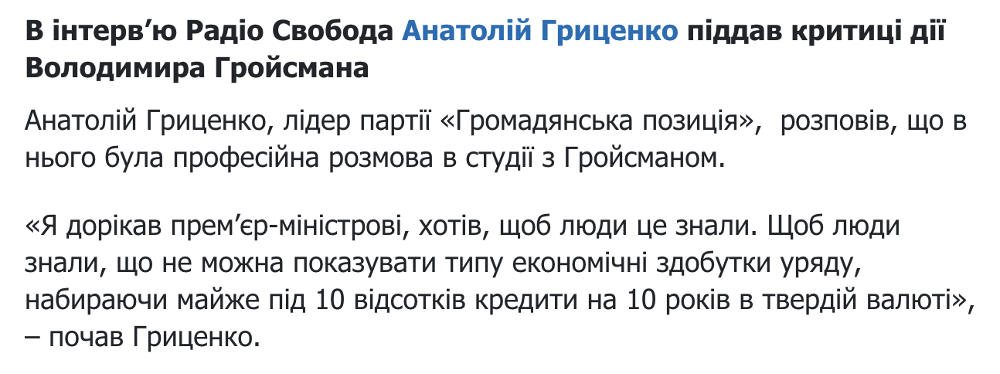 В інтерв’ю Радіо Свобода Анатолій Гриценко піддав критиці дії
Володимира Гройсмана
Анатолій Гриценко, лідер партії «Громадянська позиція»,  розповів, що в
нього була професійна розмова в студії з Гройсманом.
«Я дорікав прем’єр-міністрові, хотів, щоб люди це знали. Щоб люди
знали, що не можна показувати типу економічні здобутки уряду,
набираючи майже під 10 відсотків кредити на 10 років в твердій валюті»,
– почав Гриценко.